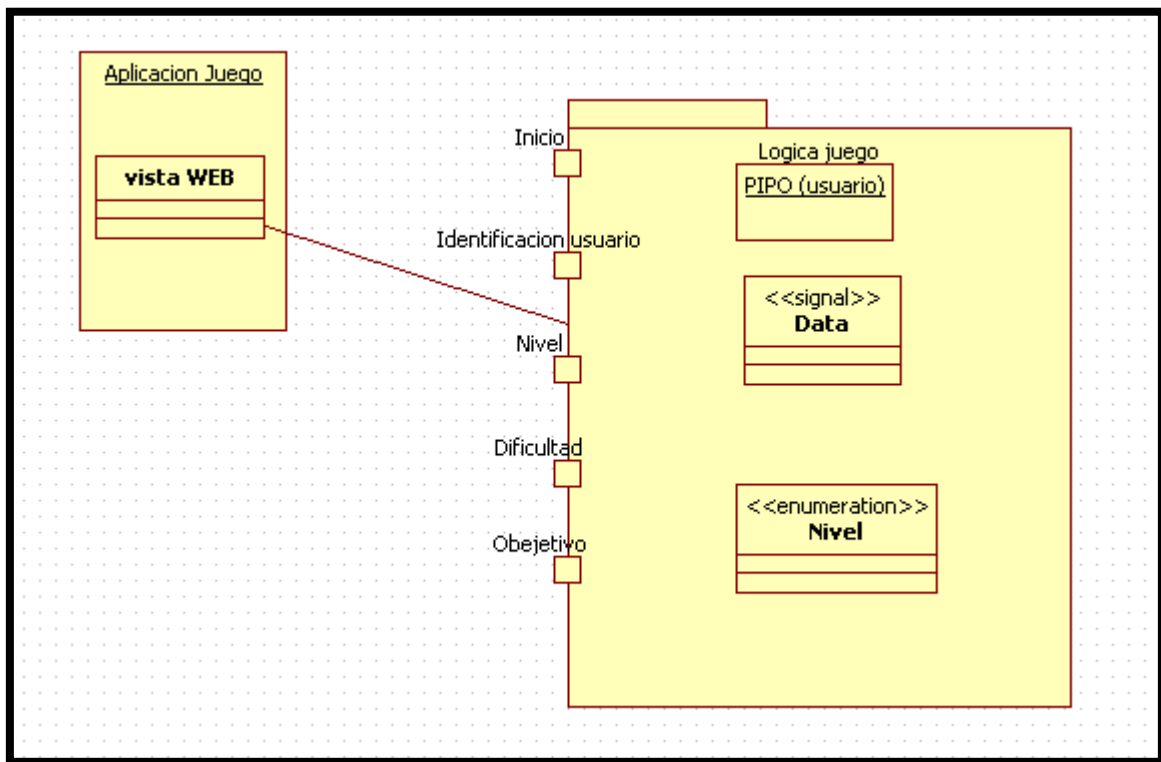 Aplicacion Juego
vista WEB
Inicio
Identificacion usuario
Nivel
Dificultad
Obejetivo
Logica juego
PIPO (usuario)
<<signal>>
Data
<<enumeration>>
Nivel